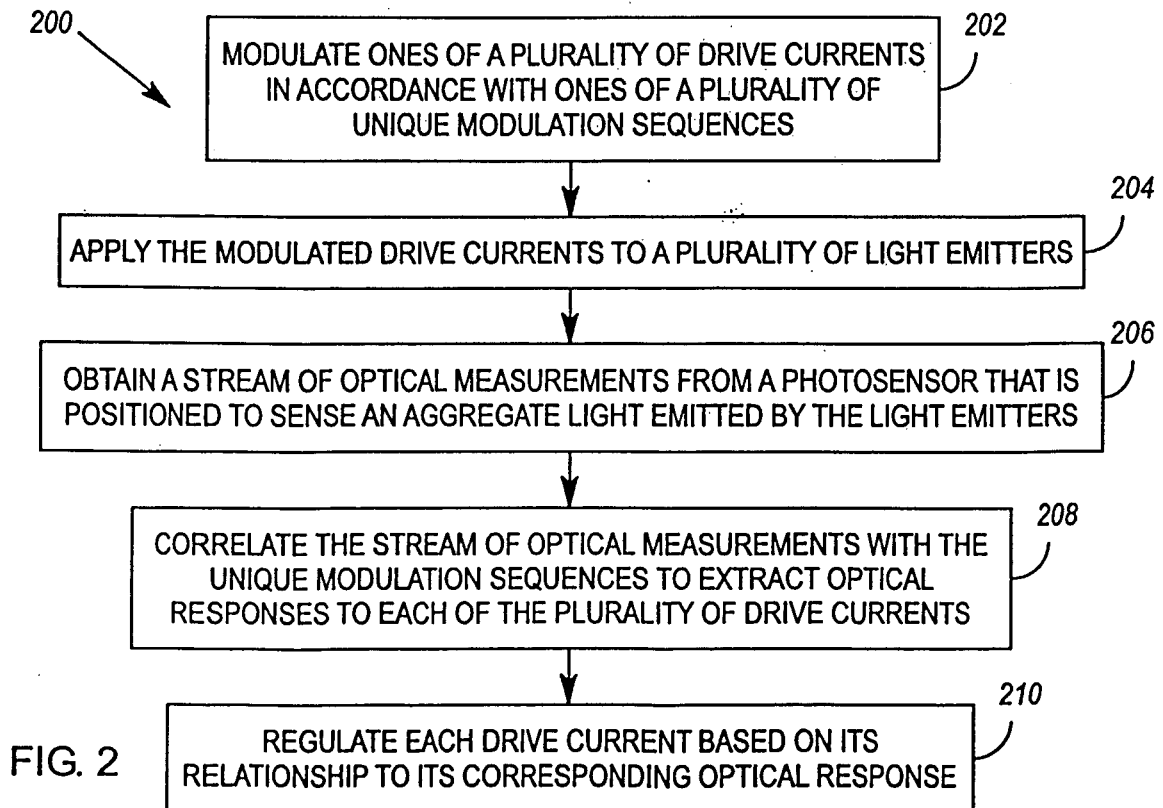 200
202
MODULATE ONES OF A PLURALITY OF DRIVE CURRENTS
IN ACCORDANCE WITH ONES OF A PLURALITY OF
UNIQUE MODULATION SEQUENCES
204
APPLY THE MODULATED DRIVE CURRENTS TO A PLURALITY OF LIGHT EMITTERS
206
OBTAIN A STREAM OF OPTICAL MEASUREMENTS FROM A PHOTOSENSOR THAT IS
POSITIONED TO SENSE AN AGGREGATE LIGHT EMITTED BY THE LIGHT EMITTERS
208
CORRELATE THE STREAM OF OPTICAL MEASUREMENTS WITH THE
UNIQUE MODULATION SEQUENCES TO EXTRACT OPTICAL
RESPONSES TO EACH OF THE PLURALITY OF DRIVE CURRENTS.
210
REGULATE EACH DRIVE CURRENT BASED ON ITS
RELATIONSHIP TO ITS CORRESPONDING OPTICAL RESPONSE
FIG. 2